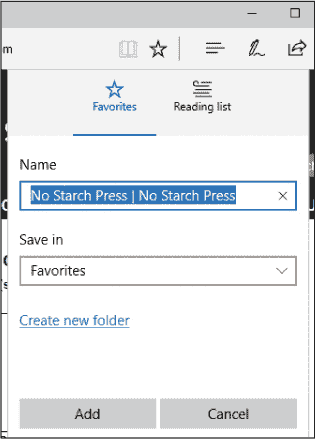 m
Favorites
Reading list
Name
No Starch Press | No Starch Press
Save in
Favorites
Create new folder
Add
Cancel